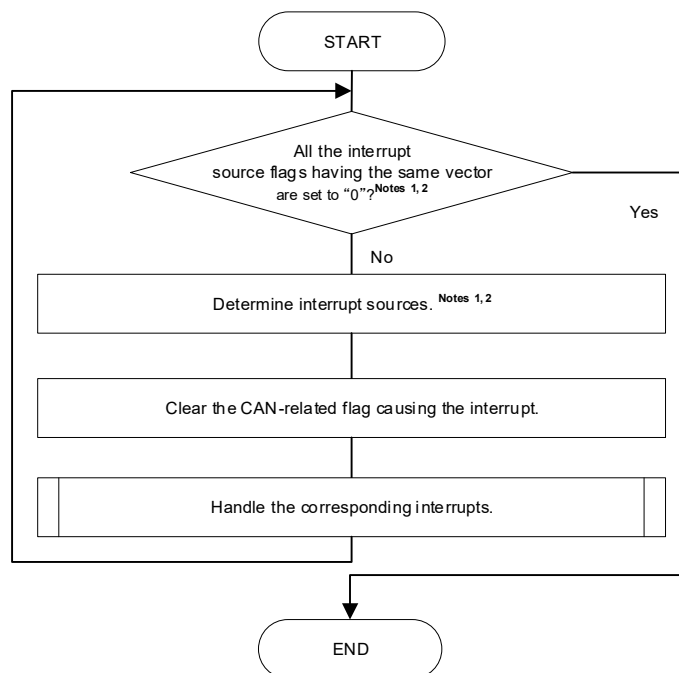 START
All the interrupt
source flags having the same vector
are set to “0”?Notes 1, 2
Yes
No
Determine interrupt sources. Notes 1, 2
Clear the CAN-related flag causing the interrupt.
Handle the corresponding interrupts.
END